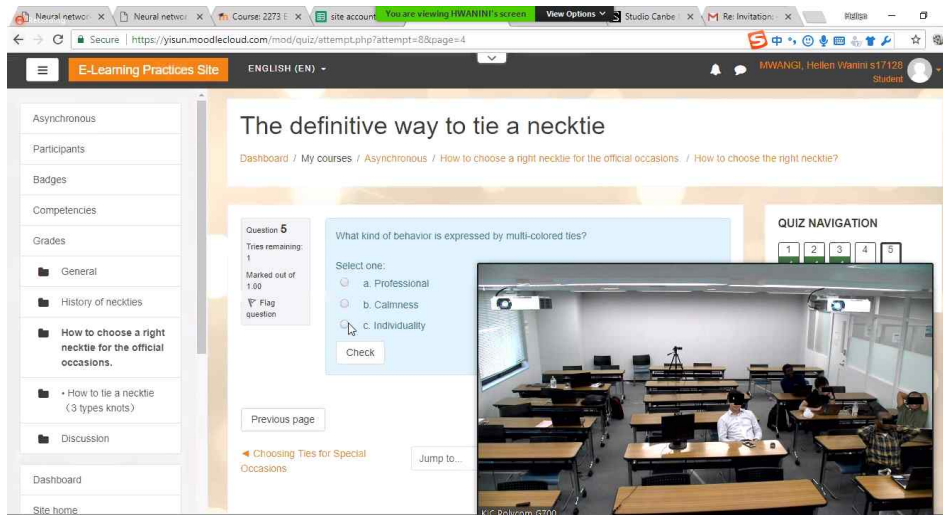 Neural netwo
Neural netwo
Course: 2273 E
site account
You are viewing HWANINI's screen
View Options
Studio Canbe
Re: Invitation:
Hellen
Secure | https://yisun.moodlecloud.com/mod/quiz/attempt.php?attempt=88&page=4
E-Learning Practices Site
ENGLISH (EN)
MWANGI, Hellen Wanini s17128
Student
Asynchronous
Participants
Badges
Competencies
Grades
General
History of neckties
How to choose a right
necktie for the official
occasions.
• How to tie a necktie
(3 types knots)
Discussion
Dashboard
Site home
The definitive way to tie a necktie
Dashboard / My courses / Asynchronous / How to choose a right necktie for the official occasions. / How to choose the right necktie?
Question 5
Tries remaining:
1
Marked out of
1.00
Flag
question
What kind of behavior is expressed by multi-colored ties?
Select one:
a. Professional
b. Calmness
c. Individuality
Check
Previous page
◄ Choosing Ties for Special
Occasions
Jump to...
QUIZ NAVIGATION
1 2 3 4 5
KIC Polycom G700